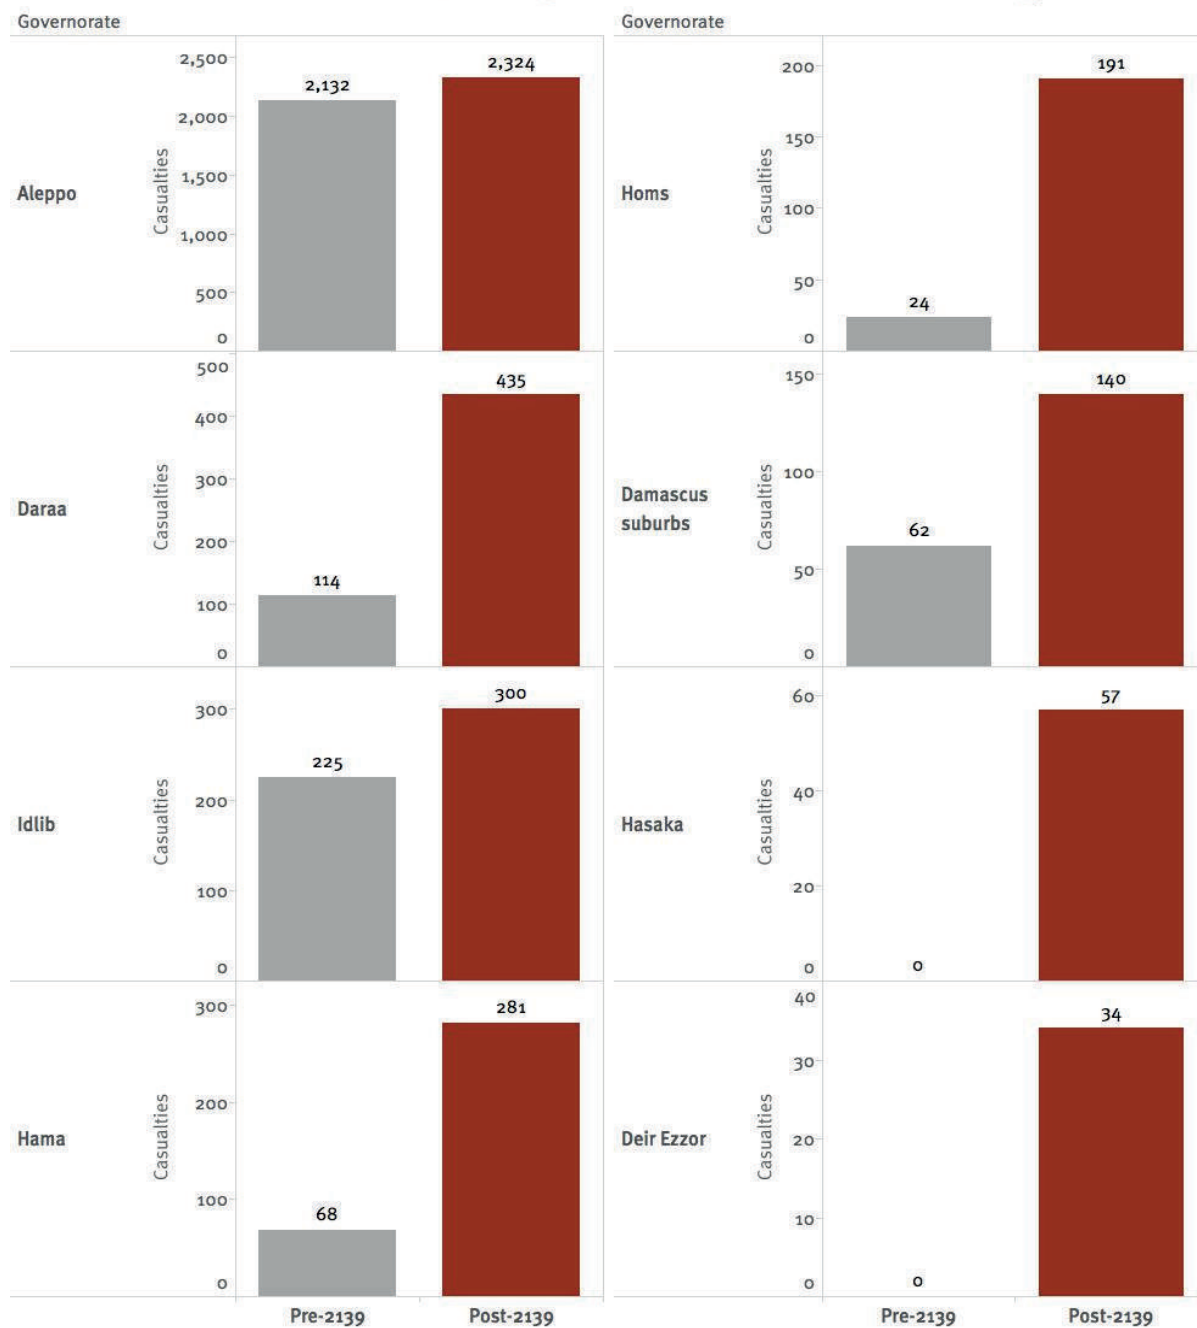 Governorate
Aleppo
Casualties
2,500
2,000
1,500
1,000
500
0
2,132
2,324
Daraa
Casualties
500
400
300
200
100
0
114
435
Idlib
Casualties
300
200
100
0
225
300
Hama
Casualties
300
200
100
0
68
281
Pre-2139
Post-2139
Governorate
Homs
Casualties
200
150
100
50
0
24
191
Damascus
suburbs
Casualties
150
100
50
0
62
140
Hasaka
Casualties
60
40
20
0
0
57
Deir Ezzor
Casualties
40
30
20
10
0
0
34
Pre-2139
Post-2139